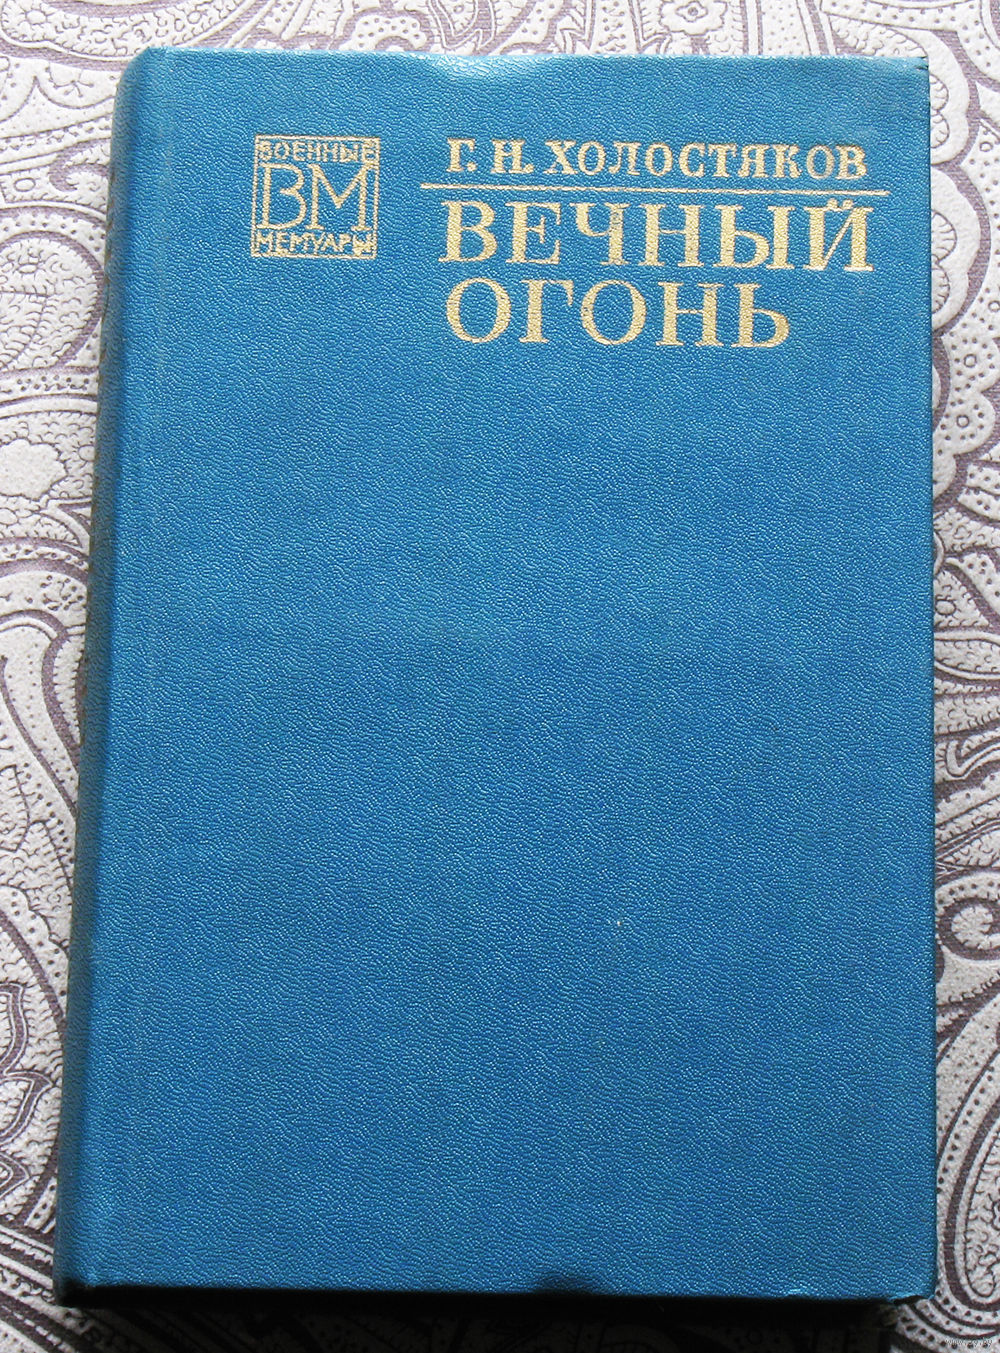 ВОЕННЫЕ
ВМ
МЕМУАРЫ
Г. Н. ХОЛОСТЯКОВ
ВЕЧНЫЙ
ОГОНЬ